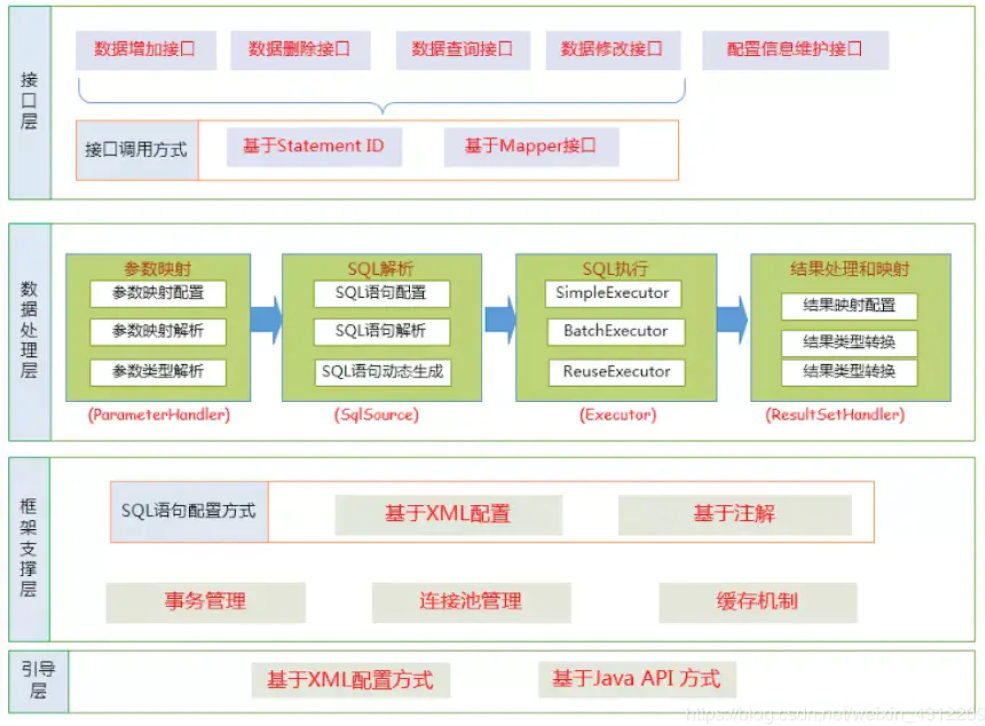 接口层
数据增加接口
数据删除接口
数据查询接口
数据修改接口
配置信息维护接口
接口调用方式
基于Statement ID
基于Mapper接口
数据处理层
参数映射
参数映射配置
参数映射解析
参数类型解析
(ParameterHandler)
SQL解析
SQL语句配置
SQL语句解析
SQL语句动态生成
(SqlSource)
SQL执行
SimpleExecutor
BatchExecutor
ReuseExecutor
(Executor)
结果处理和映射
结果映射配置
结果类型转换
结果类型转换
(ResultSetHandler)
框架支撑层
SQL语句配置方式
基于XML配置
基于注解
事务管理
连接池管理
缓存机制
引导层
基于XML配置方式
基于Java API 方式